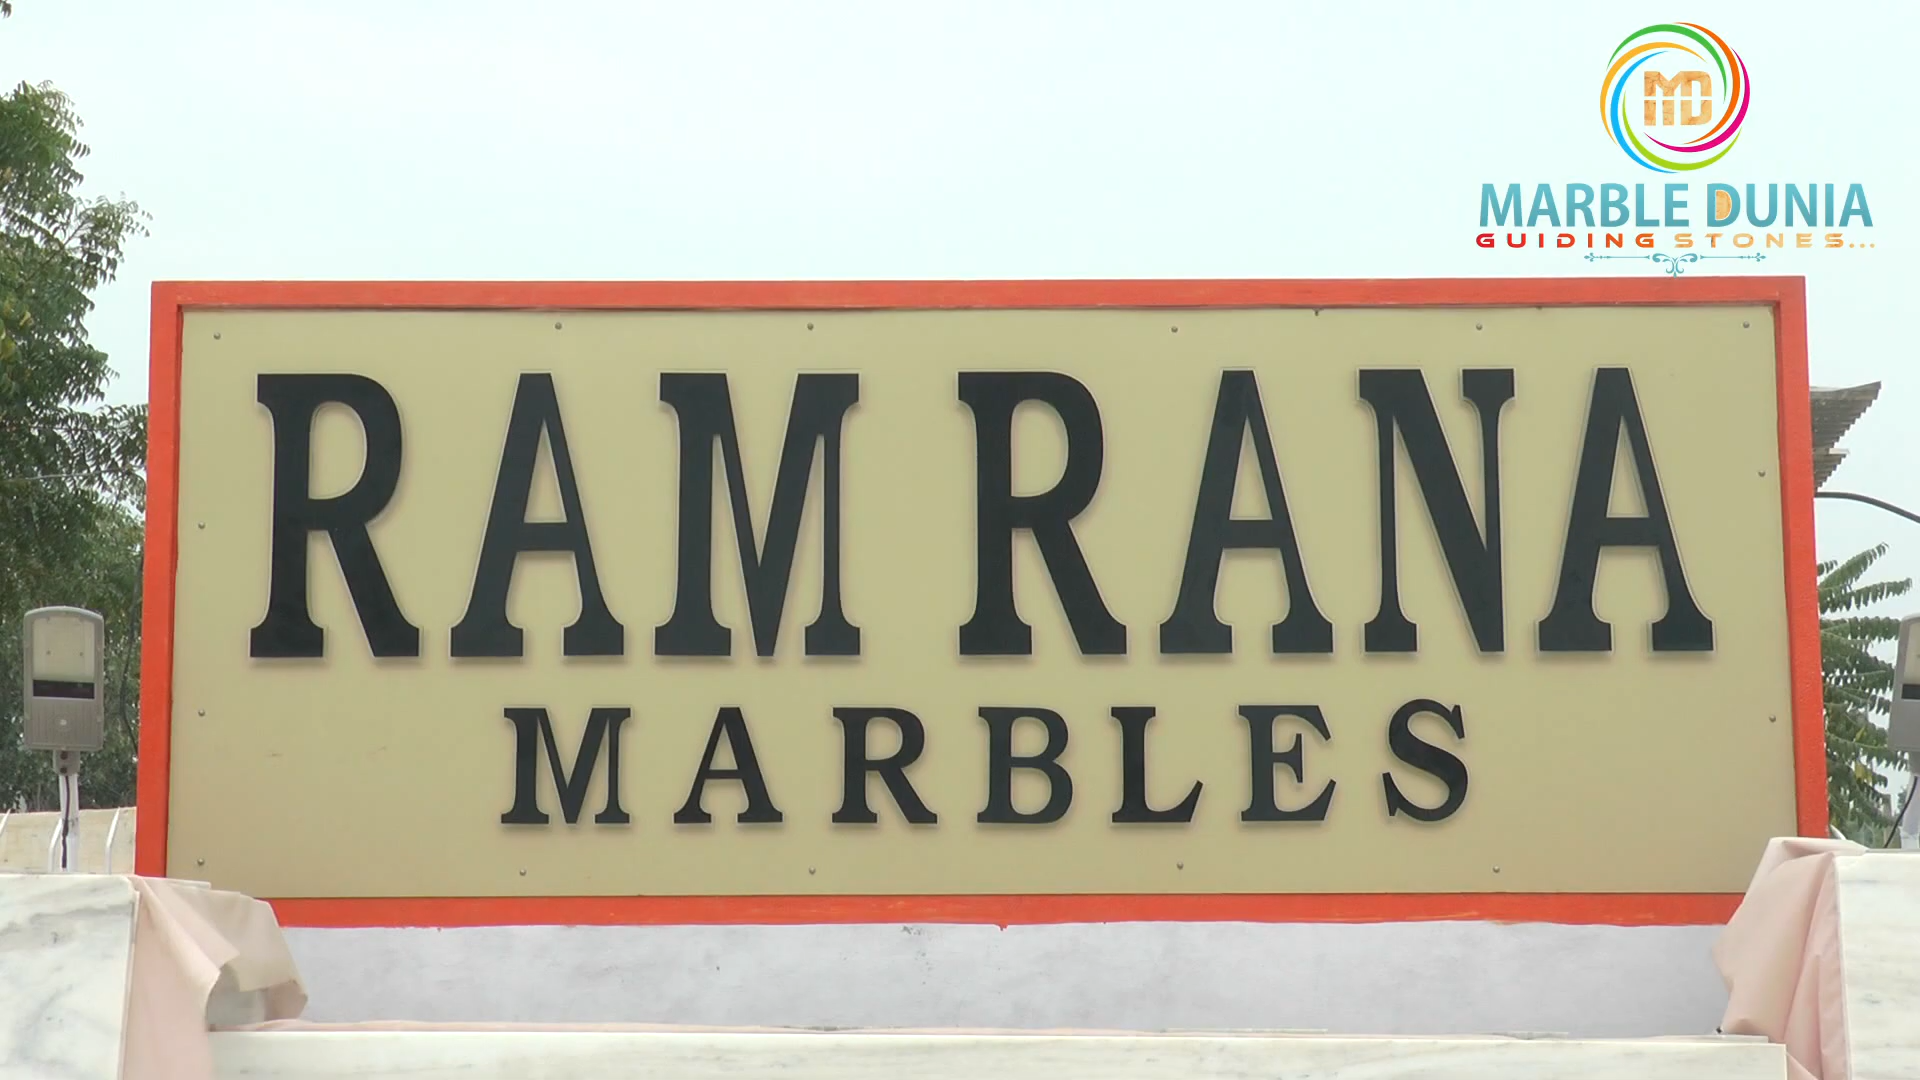 MD
MARBLE DUNIA
GUIDING STONES...
RAM RANA
MARBLES